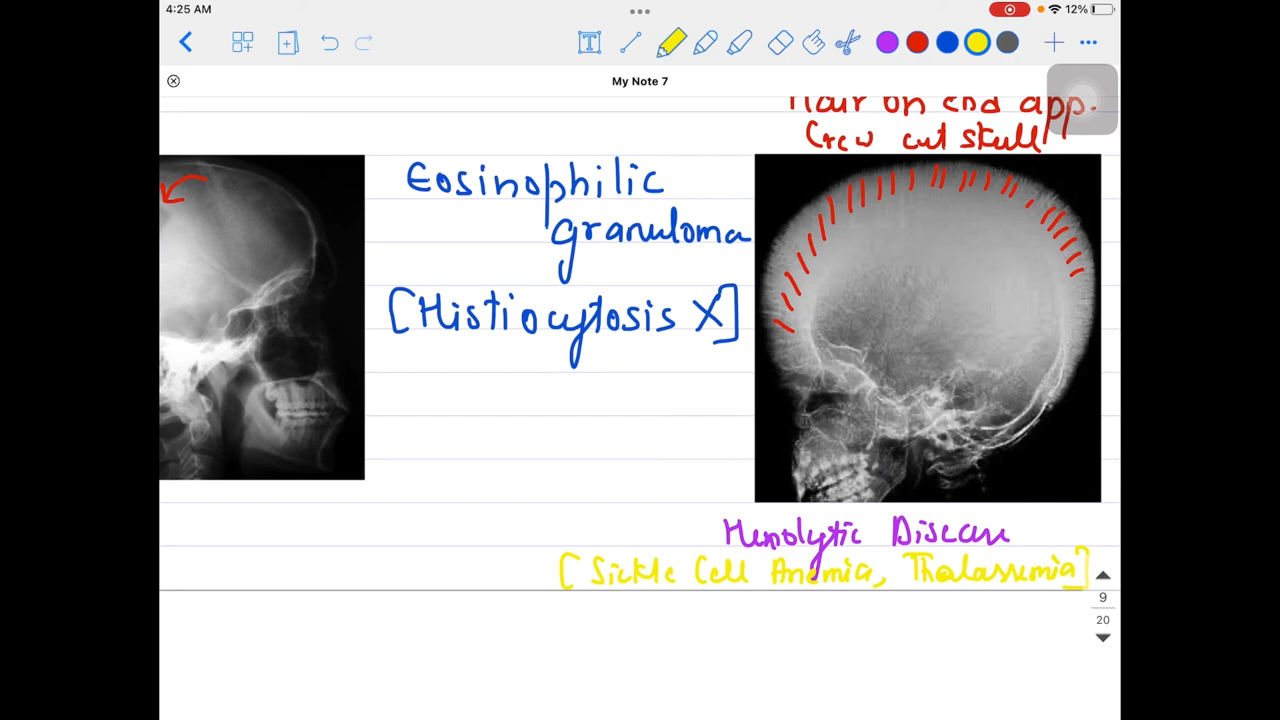 4:25 AM
12%
My Note 7
Hair on end app.
Crew cut skull
Eosinophilic
granuloma
[Histiocytosis X]
Hemolytic Disease
[Sickle Cell Anemia, Thalassemia]
9
20